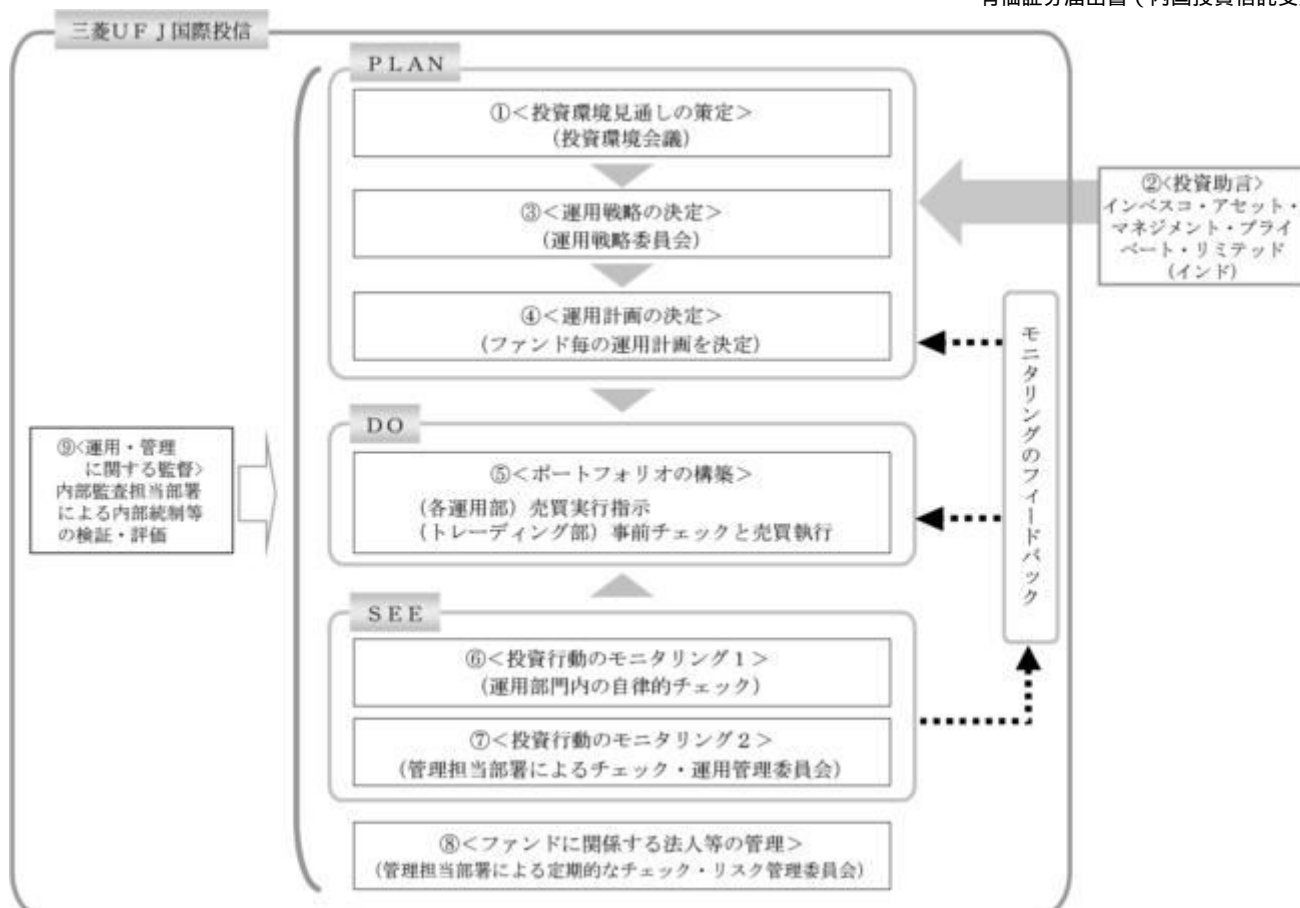 三菱ＵＦＪ国際投信
ＰＬＡＮ
①＜投資環境見通しの策定＞
（投資環境会議）
②＜投資助言＞
インベスコ・アセット・
マネジメント・プライ
ベート・リミテッド
（インド）
③＜運用戦略の決定＞
（運用戦略委員会）
④＜運用計画の決定＞
（ファンド毎の運用計画を決定）
モニタリングのフィードバック
ＤＯ
⑤＜ポートフォリオの構築＞
（各運用部）売買実行指示
（トレーディング部）事前チェックと売買執行
⑨＜運用・管理
に関する監督＞
内部監査担当部署
による内部統制等
の検証・評価
ＳＥＥ
⑥＜投資行動のモニタリング１＞
（運用部門内の自律的チェック）
⑦＜投資行動のモニタリング２＞
（管理担当部署によるチェック・運用管理委員会）
⑧＜ファンドに関係する法人等の管理＞
（管理担当部署による定期的なチェック・リスク管理委員会）